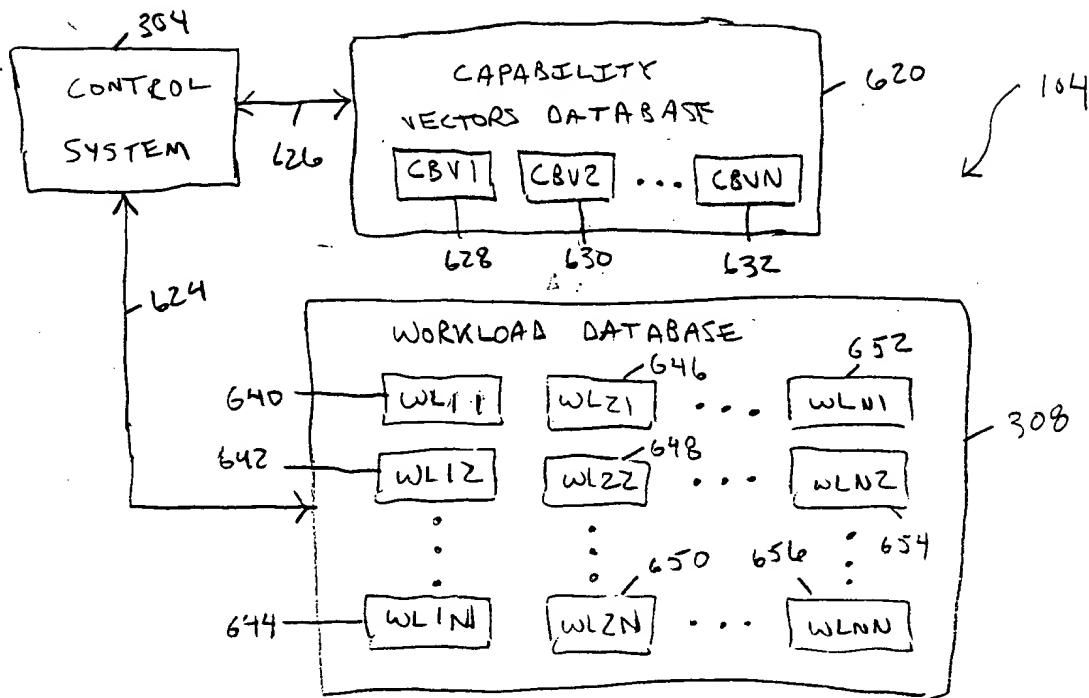 304
CONTROL
SYSTEM
626
CAPABILITY
VECTORS DATABASE
CBV1 CBV2 ... CBVN
628 630 632
620
104
624
WORKLOAD DATABASE
640 WL11 646 WL21 ... 652 WLN1
308
642 WL12 648 WL22 ... WLN2
654
644 WL1N 650 WL2N ... 656 WLNN